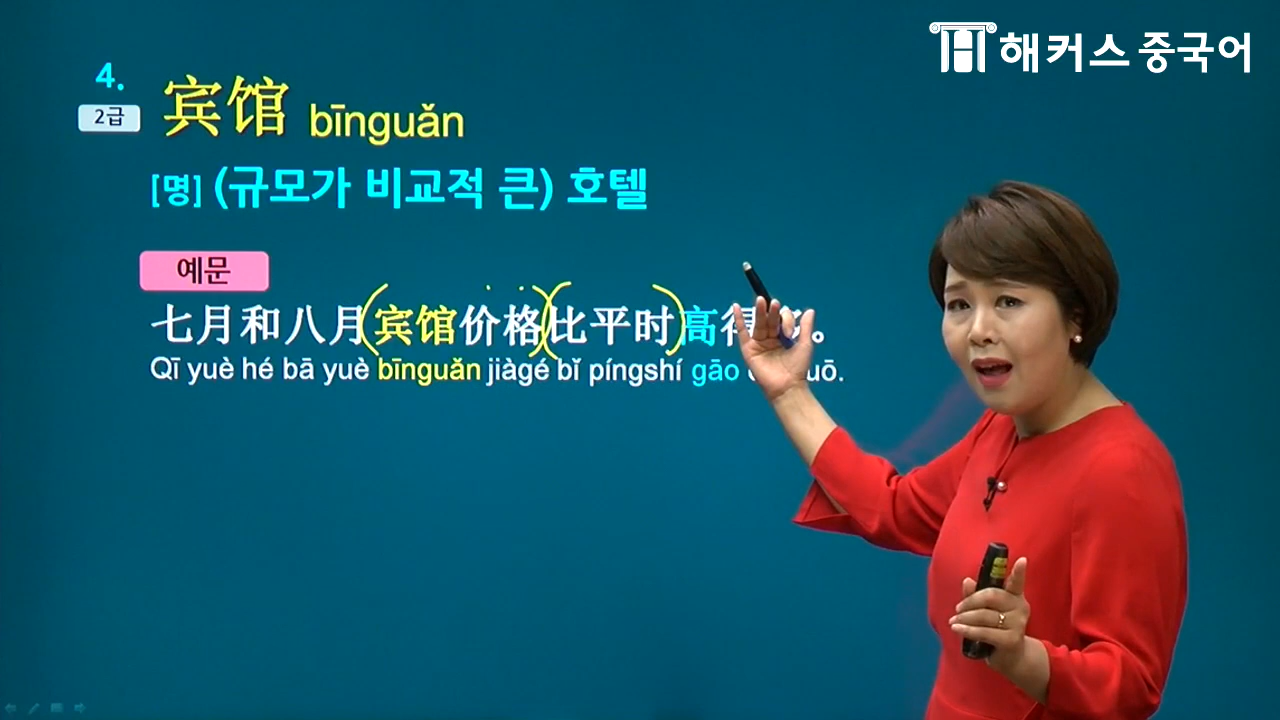 해커스 중국어
4.
2급
宾馆 bīnguǎn
[명] (규모가 비교적 큰) 호텔
예문
七月和八月宾馆价格比平时高得。
Qī yuè hé bā yuè bīnguǎn jiàgé bǐ píngshí gāo uō.